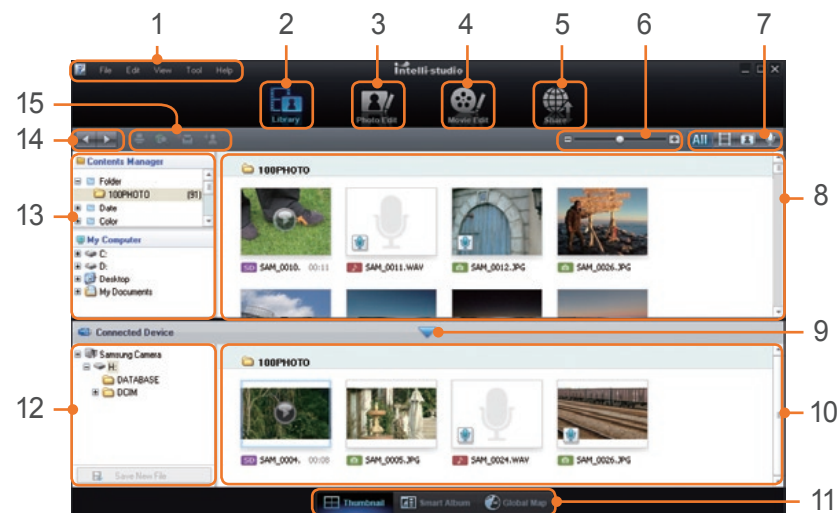 1 2 3 4 5 6 7
File Edit View Tool Help
intelli-studio
15
Library Photo Edit Movie Edit Share
14
All
Contents Manager
Folder
100PHOTO (91)
Date
Color
13
My Computer
C:
D:
Desktop
My Documents
100PHOTO
8
SD SAM_0010. 00:11 SAM_0011.WAV SAM_0012.JPG SAM_0026.JPG
Connected Device
9
Samsung Camera
H:
DATABASE
DCIM
12
Save New File
100PHOTO
10
SD SAM_0004. 00:08 SAM_0005.JPG SAM_0024.WAV SAM_0026.JPG
Thumbnail Smart Album Global Map
11